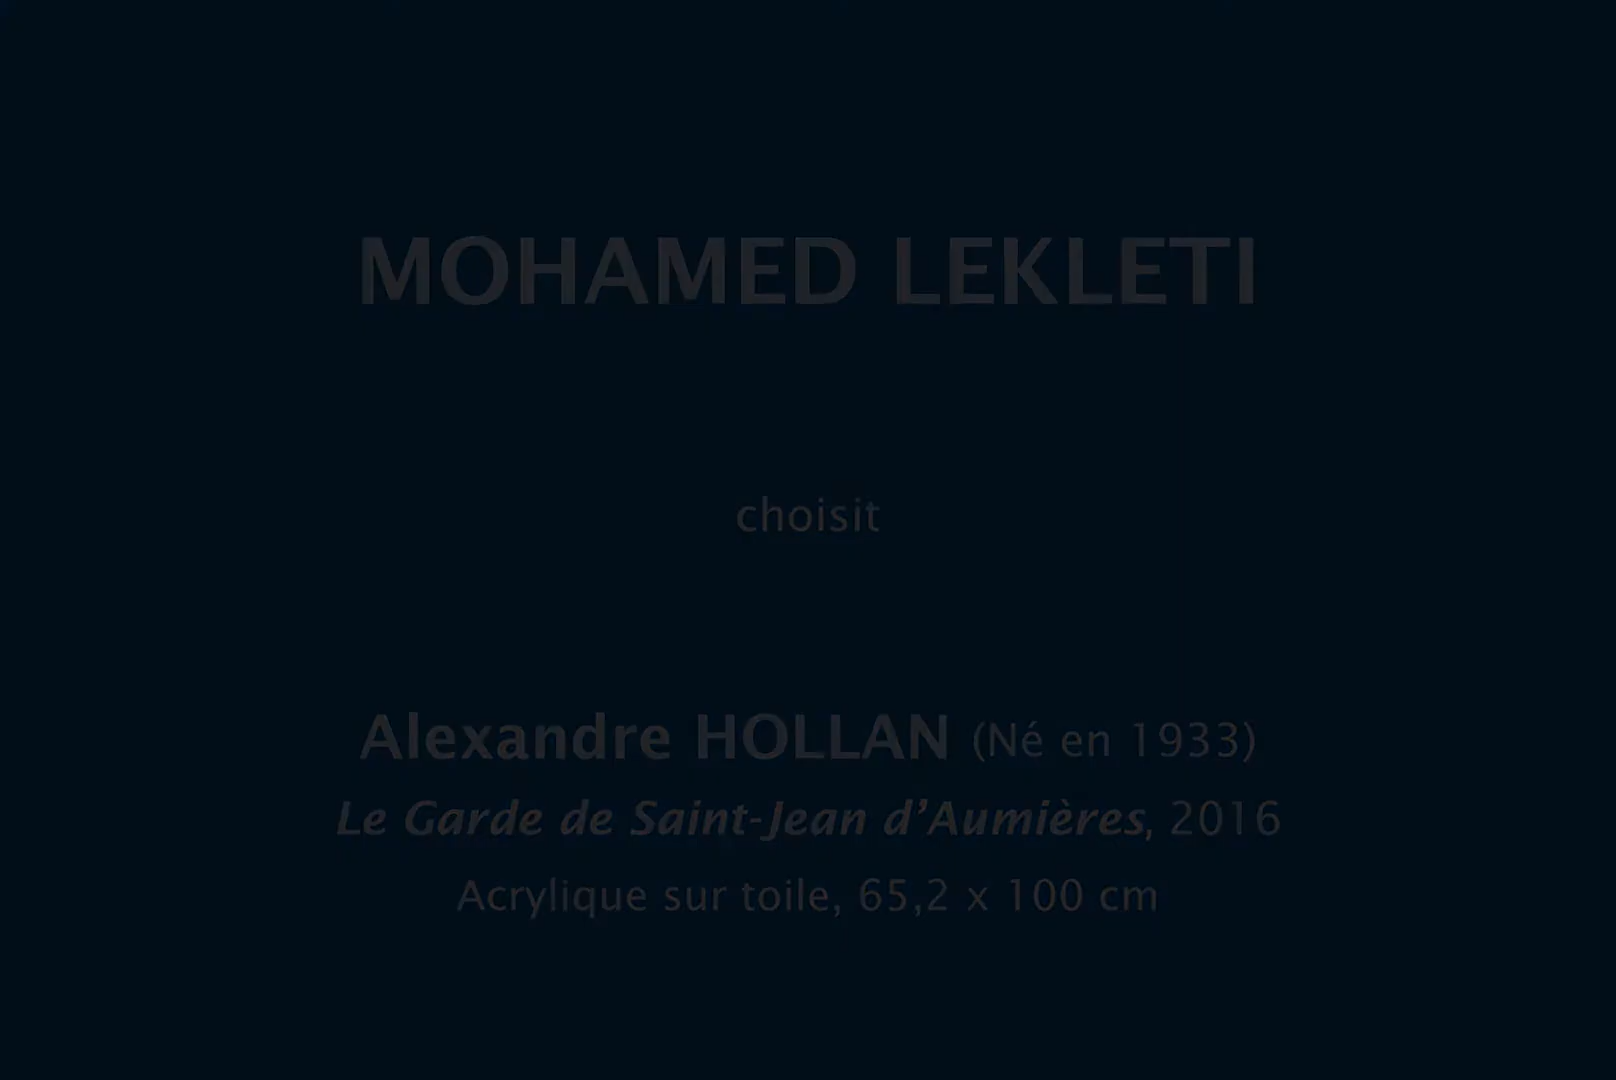 MOHAMED LEKLETI
choisit
Alexandre HOLLAN (Né en 1933)
Le Garde de Saint-Jean d’Aumières, 2016
Acrylique sur toile, 65,2 x 100 cm